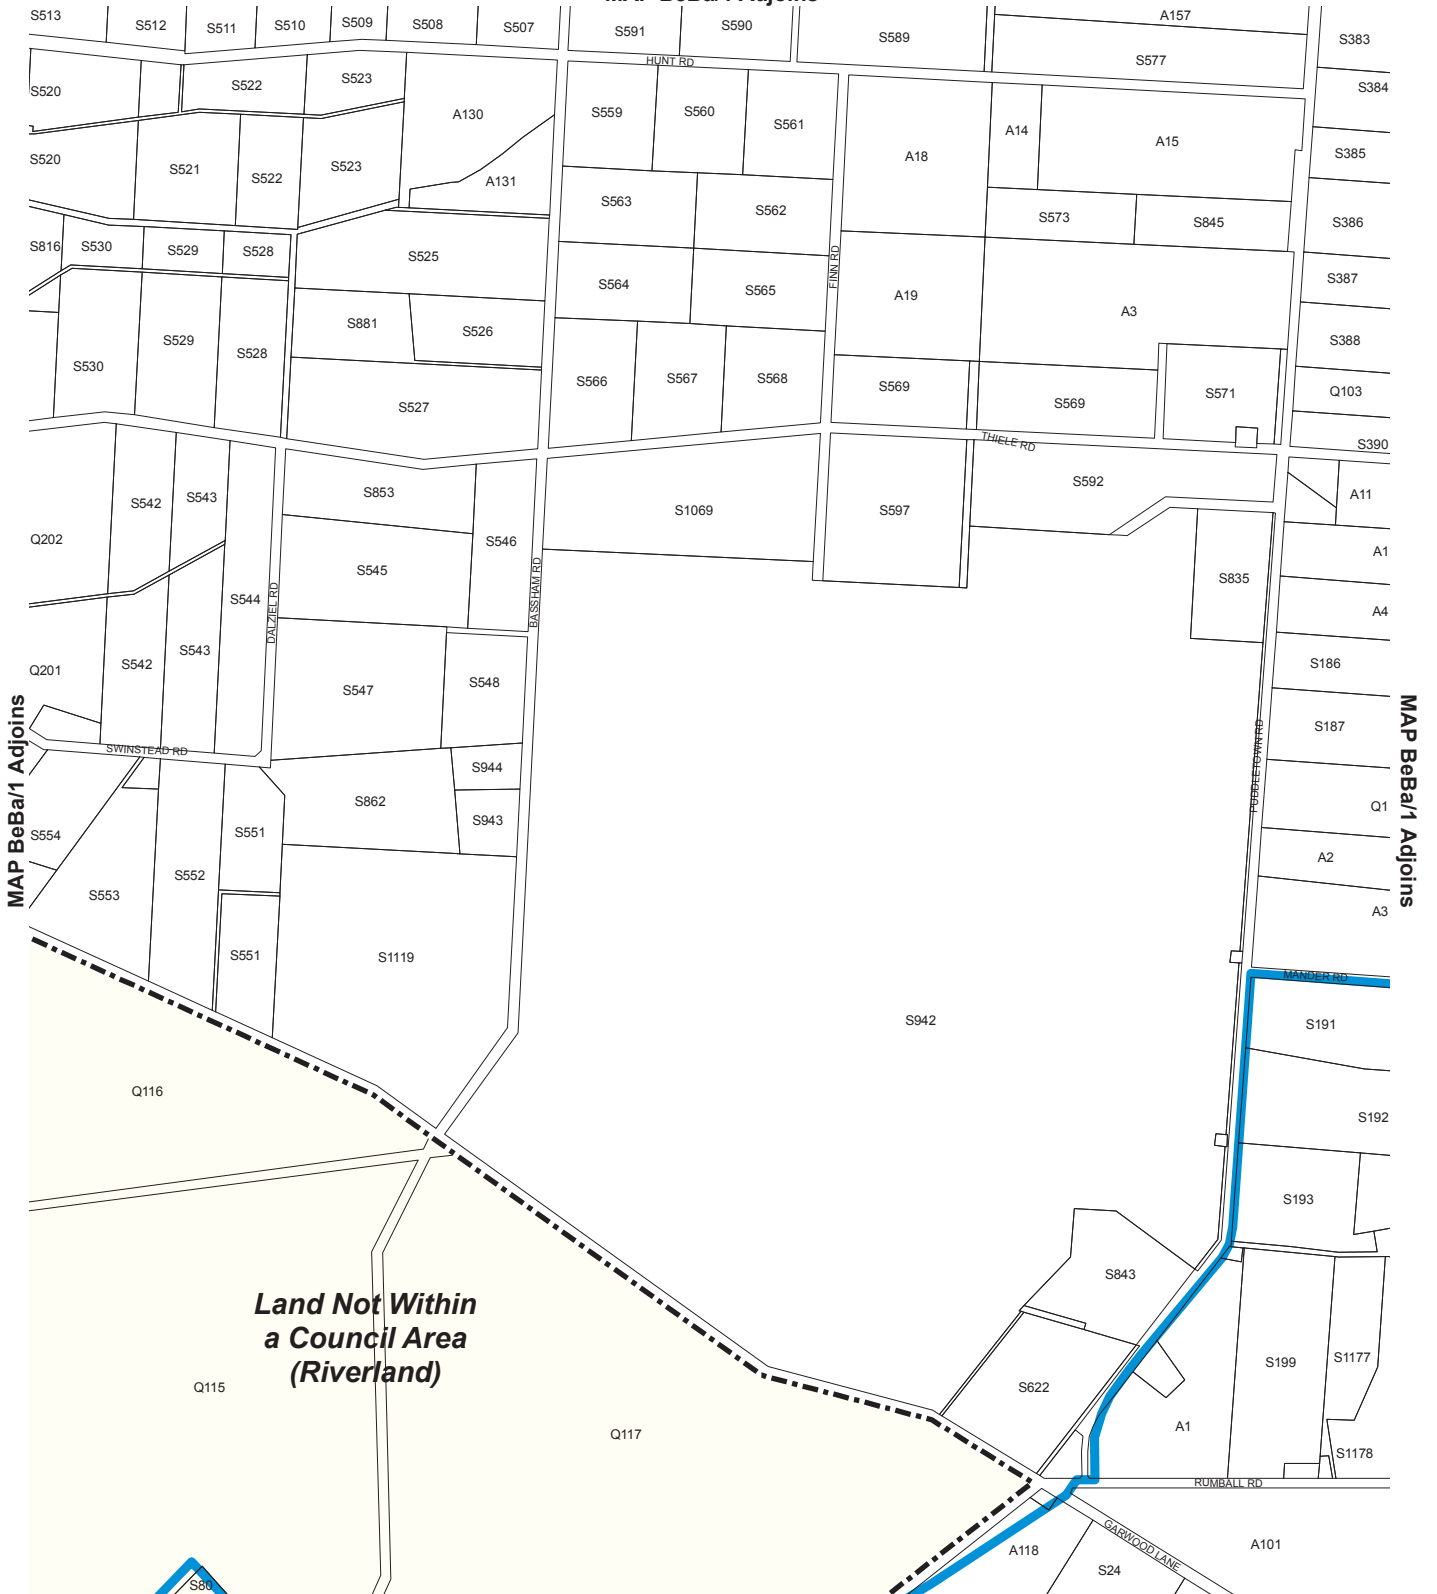 S513
S512
S511
S510
S509
S508
S507
S591
S590
S589
A157
S577
S383
HUNT RD
S384
S520
S522
S523
A130
S559
S560
S561
A18
A14
A15
S385
S520
S521
S522
S523
A131
S563
S562
S573
S845
S386
S816
S530
S529
S528
S525
S564
S565
FINN RD
A19
A3
S387
S881
S526
S388
S530
S529
S528
S566
S567
S568
S569
S569
S571
Q103
S527
THIELE RD
S390
S853
S592
A11
S542
S543
S1069
S597
Q202
S546
A1
S545
S835
BASSHAM RD
S544
DALZIEL RD
A4
S542
S543
Q201
S547
S548
S186
SWINSTEAD RD
S187
PUDDLETOWN RD
MAP BeBa/1 Adjoins
MAP BeBa/1 Adjoins
S944
S862
S943
Q1
S554
S551
S552
S553
A2
A3
S551
S1119
MANDER RD
S942
S191
Q116
S192
S193
S843
Land Not Within
a Council Area
(Riverland)
Q115
S622
S199
S1177
Q117
A1
S1178
RUMBALL RD
GARWOOD LANE
A118
S24
A101
S80